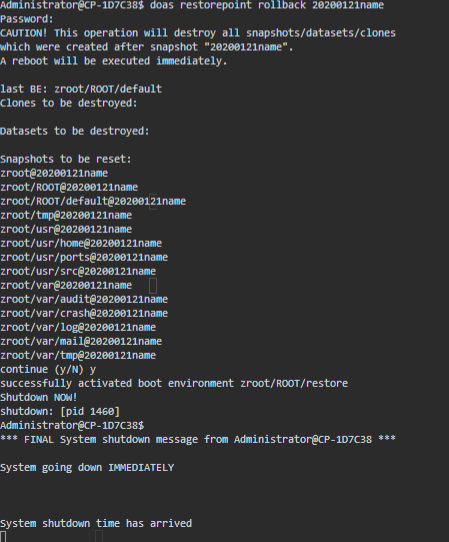 Administrator@CP-1D7C38$ doas restorepoint rollback 20200121name
Password:
CAUTION! This operation will destroy all snapshots/datasets/clones
which were created after snapshot "20200121name".
A reboot will be executed immediately.
last BE: zroot/ROOT/default
Clones to be destroyed:
Datasets to be destroyed:
Snapshots to be reset:
zroot@20200121name
zroot/ROOT@20200121name
zroot/ROOT/default@20200121name
zroot/tmp@20200121name
zroot/usr@20200121name
zroot/usr/home@20200121name
zroot/usr/ports@20200121name
zroot/usr/src@20200121name
zroot/var@20200121name
zroot/var/audit@20200121name
zroot/var/crash@20200121name
zroot/var/log@20200121name
zroot/var/mail@20200121name
zroot/var/tmp@20200121name
continue (y/N) y
successfully activated boot environment zroot/ROOT/restore
Shutdown NOW!
shutdown: [pid 1460]
Administrator@CP-1D7C38$
*** FINAL System shutdown message from Administrator@CP-1D7C38 ***
System going down IMMEDIATELY
System shutdown time has arrived